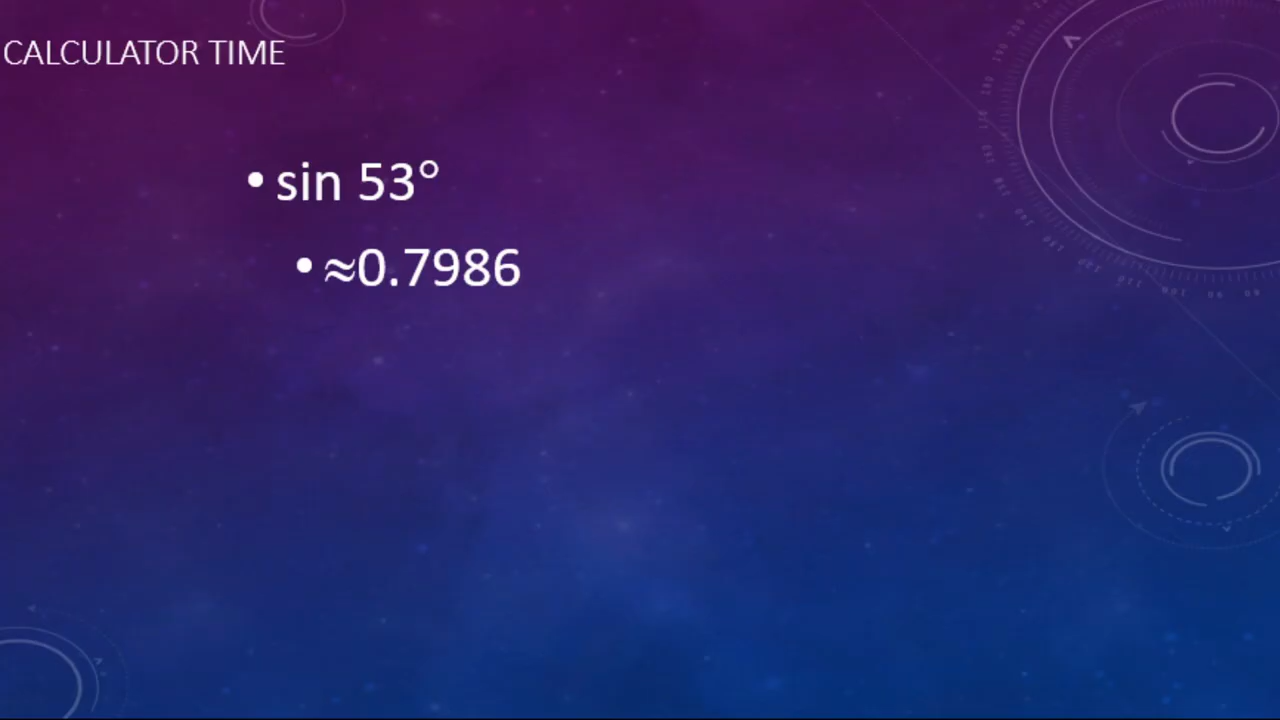 CALCULATOR TIME
• sin 53°
• ≈0.7986